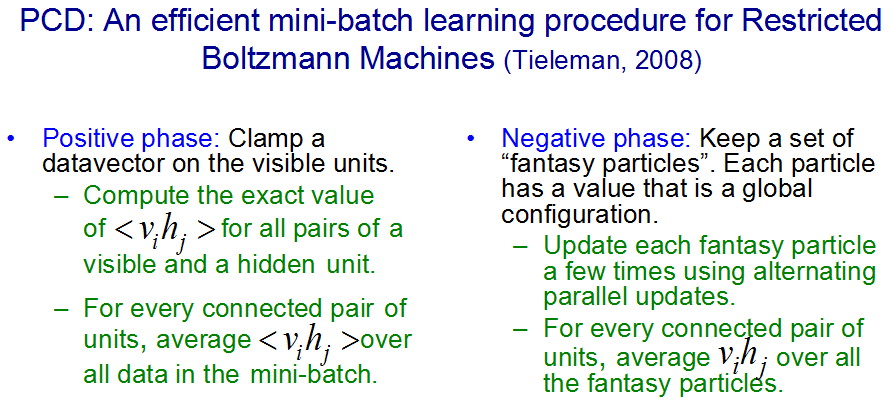 PCD: An efficient mini-batch learning procedure for Restricted
Boltzmann Machines (Tieleman, 2008)
• Positive phase: Clamp a
datavector on the visible units.
– Compute the exact value
of <v_i h_j> for all pairs of a
visible and a hidden unit.
– For every connected pair of
units, average <v_i h_j> over
all data in the mini-batch.
• Negative phase: Keep a set of
“fantasy particles”. Each particle
has a value that is a global
configuration.
– Update each fantasy particle
a few times using alternating
parallel updates.
– For every connected pair of
units, average v_i h_j over all
the fantasy particles.